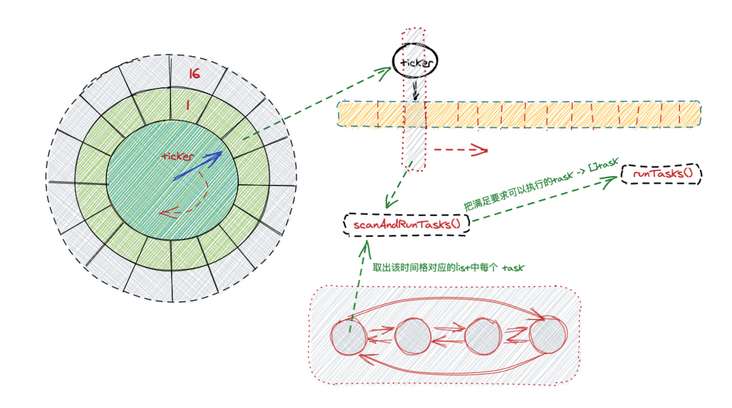 16
1
ticker
ticker
把满足要求可以执行的task -> []task
runTasks()
scanAndRunTasks()
取出该时间格对应的list中每个 task